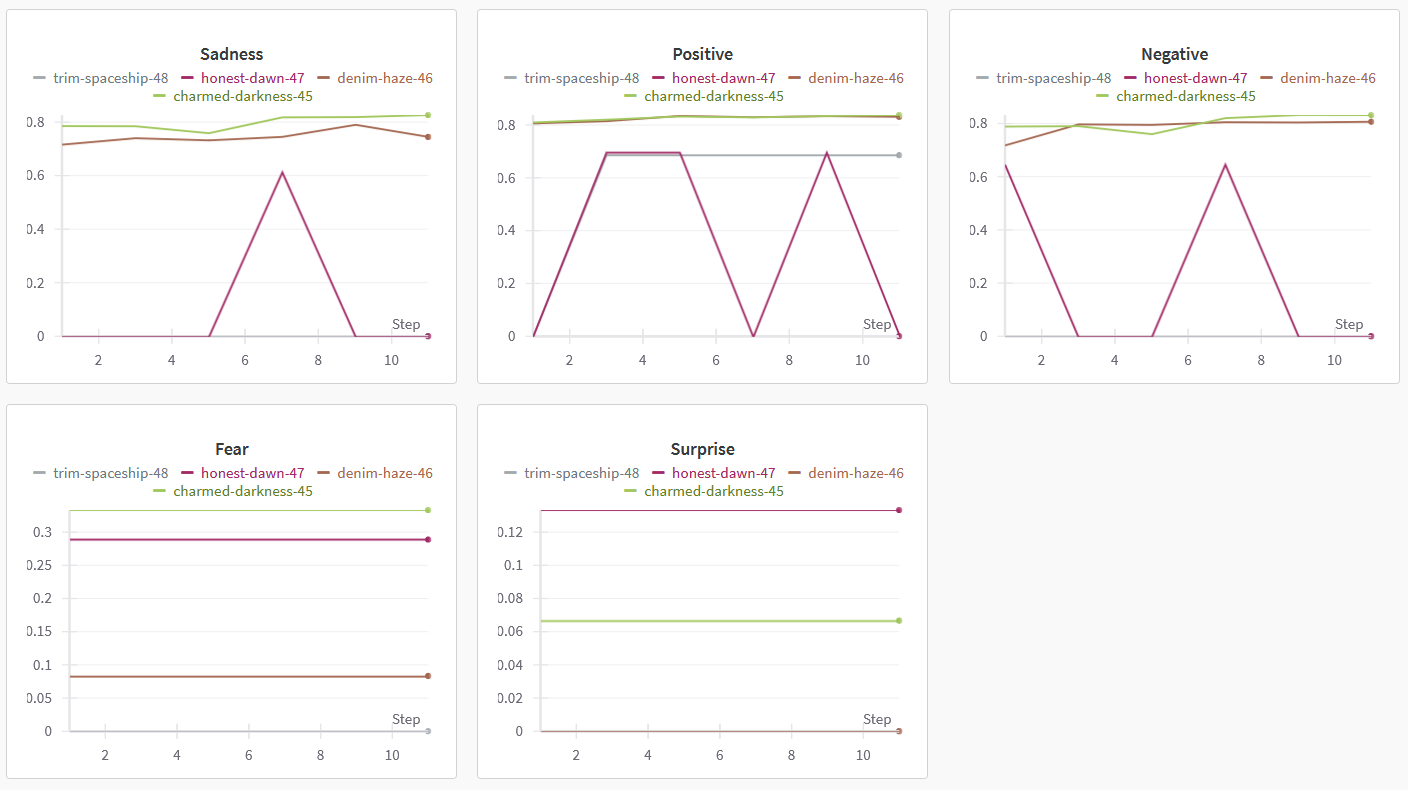 Sadness
trim-spaceship-48 honest-dawn-47 denim-haze-46
charmed-darkness-45
0.8
0.6
0.4
0.2
0
Step
2 4 6 8 10
Positive
trim-spaceship-48 honest-dawn-47 denim-haze-46
charmed-darkness-45
0.8
0.6
0.4
0.2
0
Step
2 4 6 8 10
Negative
trim-spaceship-48 honest-dawn-47 denim-haze-46
charmed-darkness-45
0.8
0.6
0.4
0.2
0
Step
2 4 6 8 10
Fear
trim-spaceship-48 honest-dawn-47 denim-haze-46
charmed-darkness-45
0.3
0.25
0.2
0.15
0.1
0.05
0
Step
2 4 6 8 10
Surprise
trim-spaceship-48 honest-dawn-47 denim-haze-46
charmed-darkness-45
0.12
0.1
0.08
0.06
0.04
0.02
0
Step
2 4 6 8 10